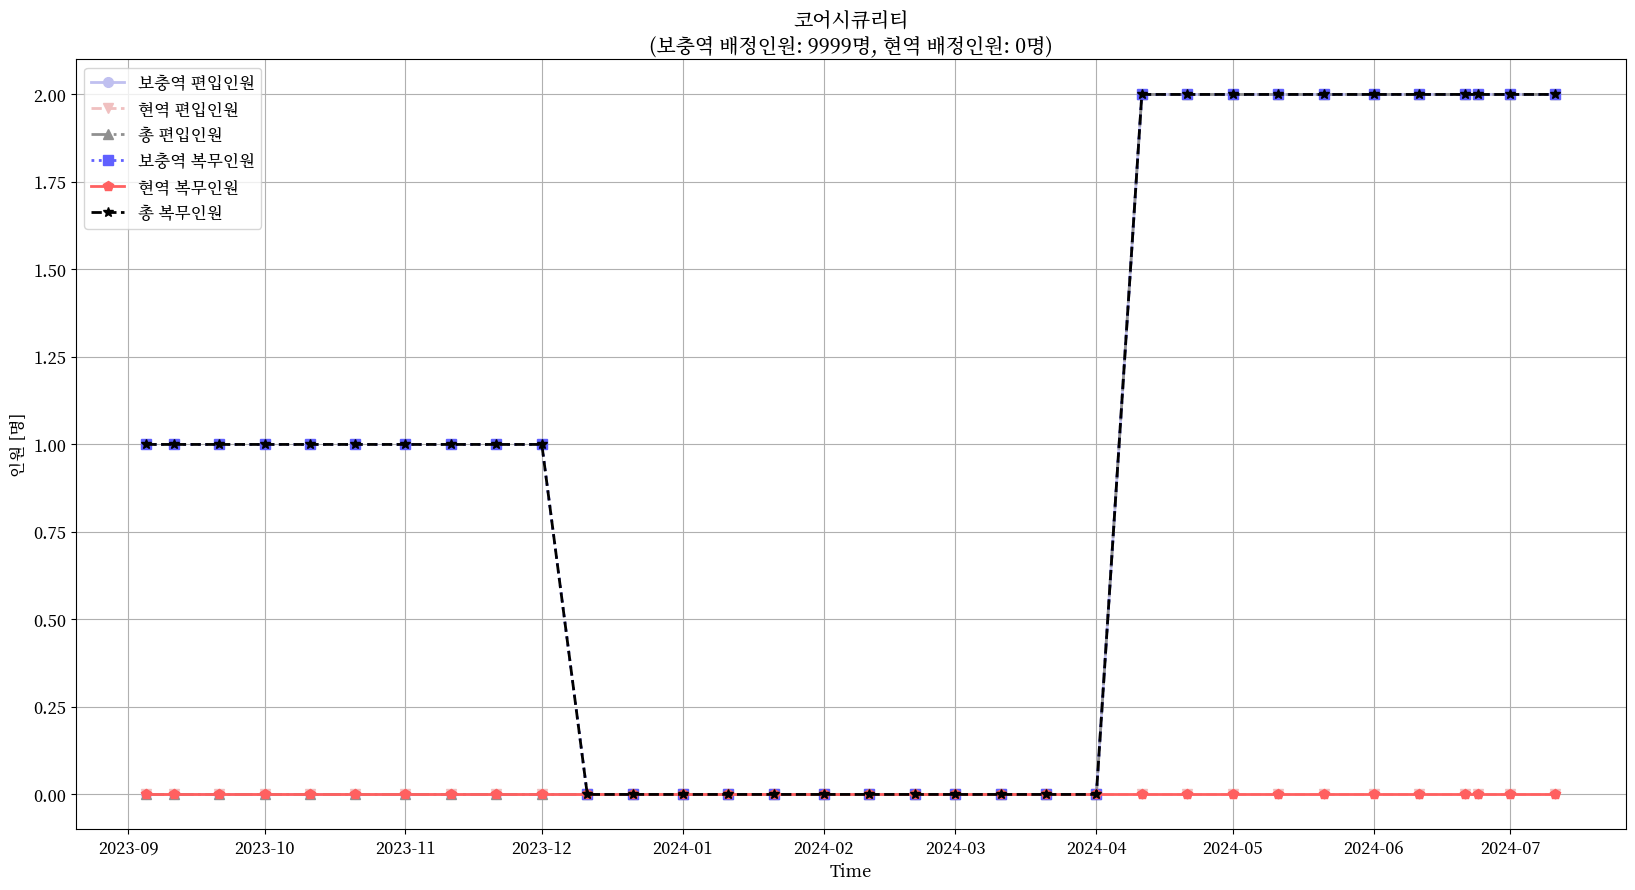 코어시큐리티
(보충역 배정인원: 9999명, 현역 배정인원: 0명)
보충역 편입인원
현역 편입인원
총 편입인원
보충역 복무인원
현역 복무인원
총 복무인원
2.00
1.75
1.50
1.25
1.00
0.75
0.50
0.25
0.00
인원 [명]
2023-09 2023-10 2023-11 2023-12 2024-01 2024-02 2024-03 2024-04 2024-05 2024-06 2024-07
Time